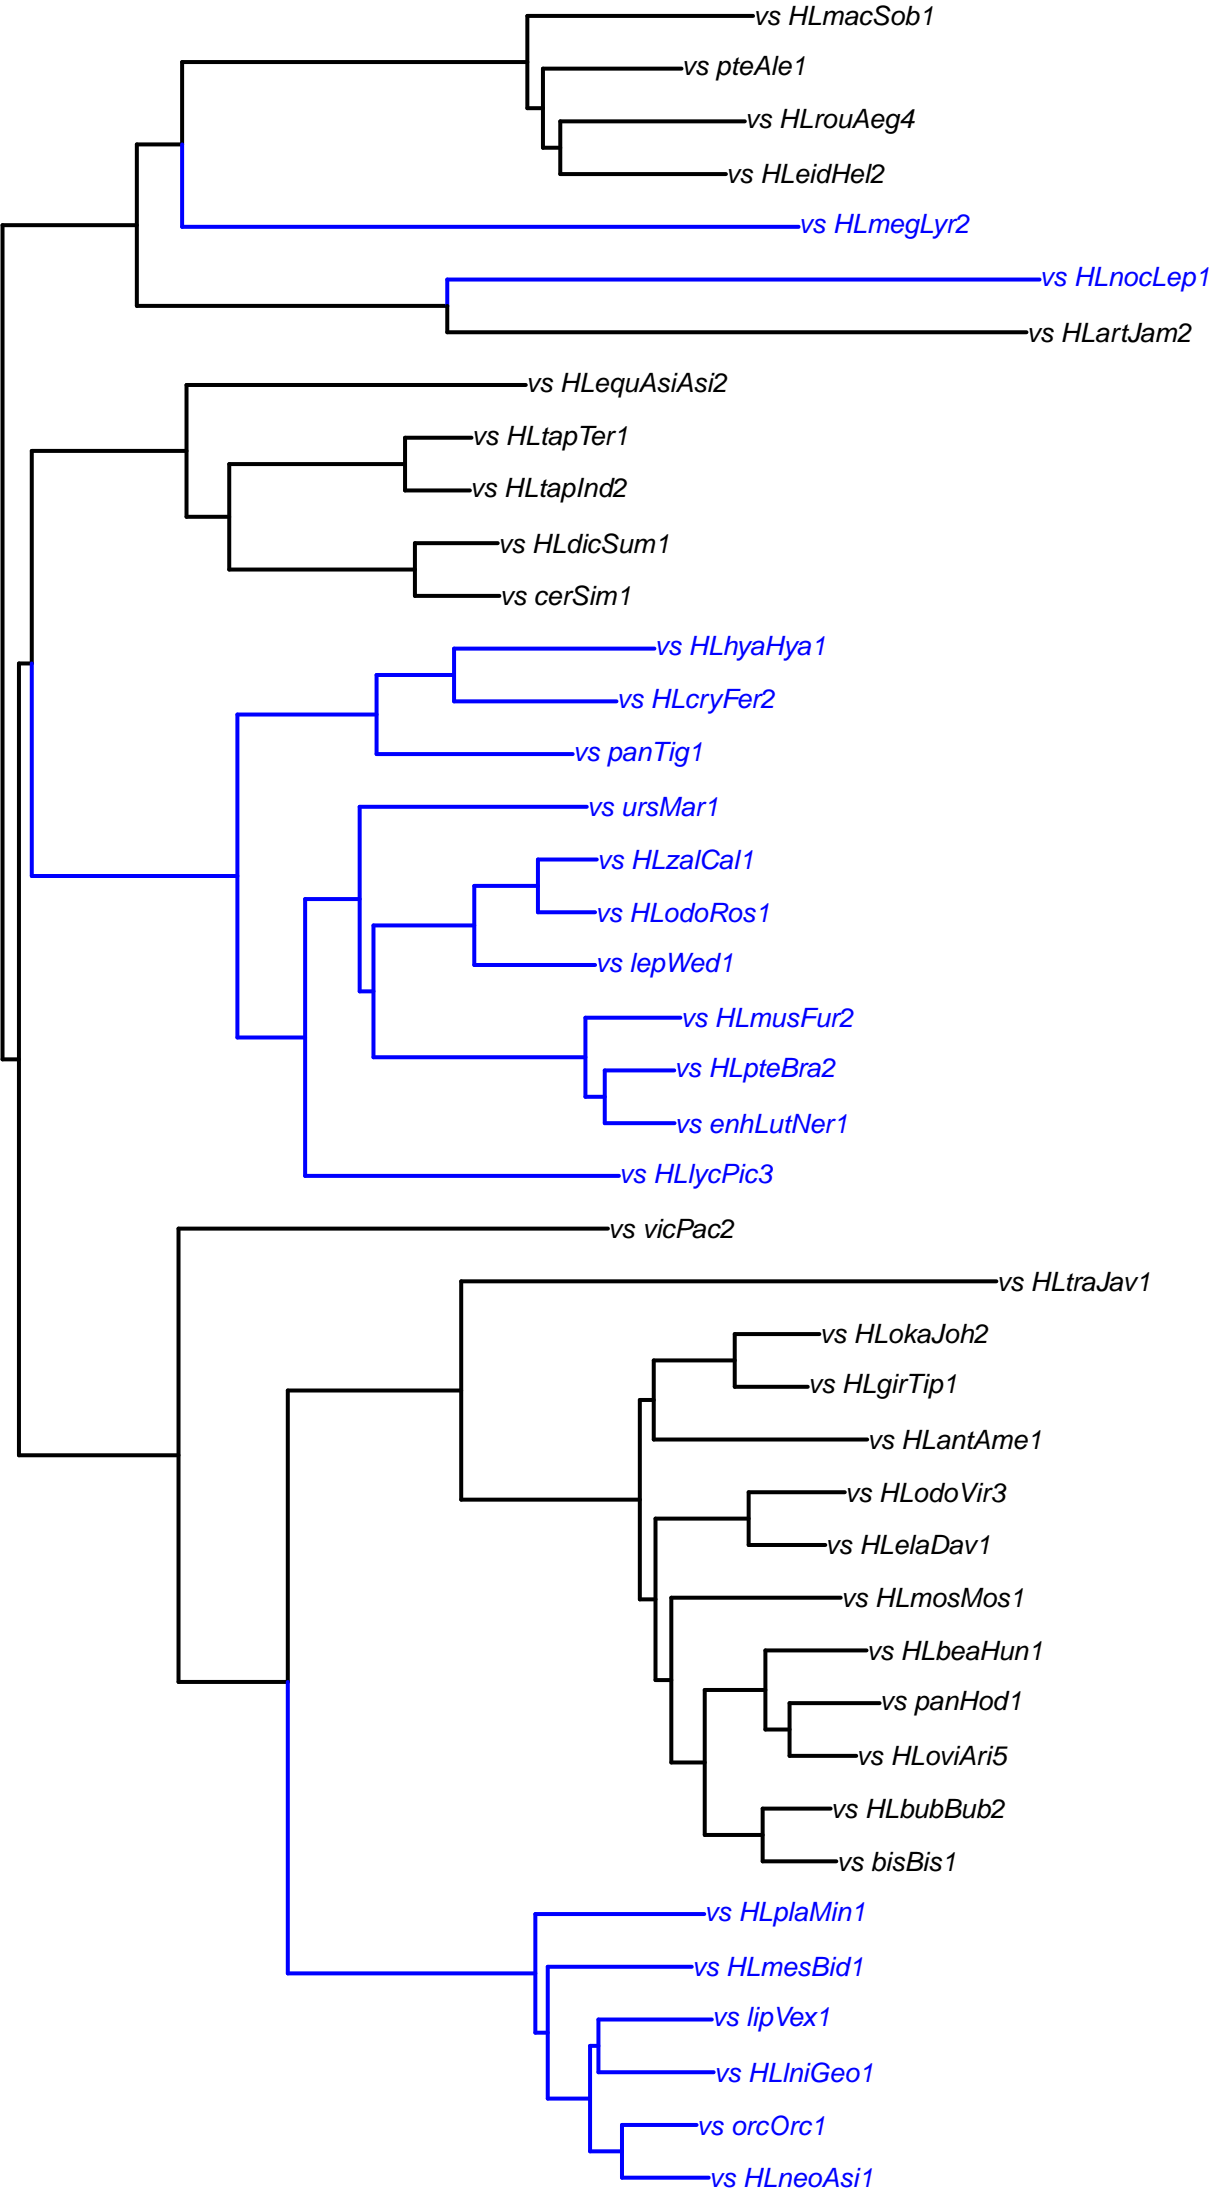 vs HLmacSob1
vs pteAle1
vs HLrouAeg4
vs HLeidHel2
vs HLmegLyr2
vs HLnocLep1
vs HLartJam2
vs HLequAsiAsi2
vs HLtapTer1
vs HLtapInd2
vs HLdicSum1
vs cerSim1
vs HLhyaHya1
vs HLcryFer2
vs panTig1
vs ursMar1
vs HLzalCal1
vs HLodoRos1
vs lepWed1
vs HLmusFur2
vs HLpteBra2
vs enhLutNer1
vs HLlycPic3
vs vicPac2
vs HLtraJav1
vs HLokaJoh2
vs HLgirTip1
vs HLantAme1
vs HLodoVir3
vs HLelaDav1
vs HLmosMos1
vs HLbeaHun1
vs panHod1
vs HLoviAri5
vs HLbubBub2
vs bisBis1
vs HLplaMin1
vs HLmesBid1
vs lipVex1
vs HLIniGeo1
vs orcOrc1
vs HLneoAsi1